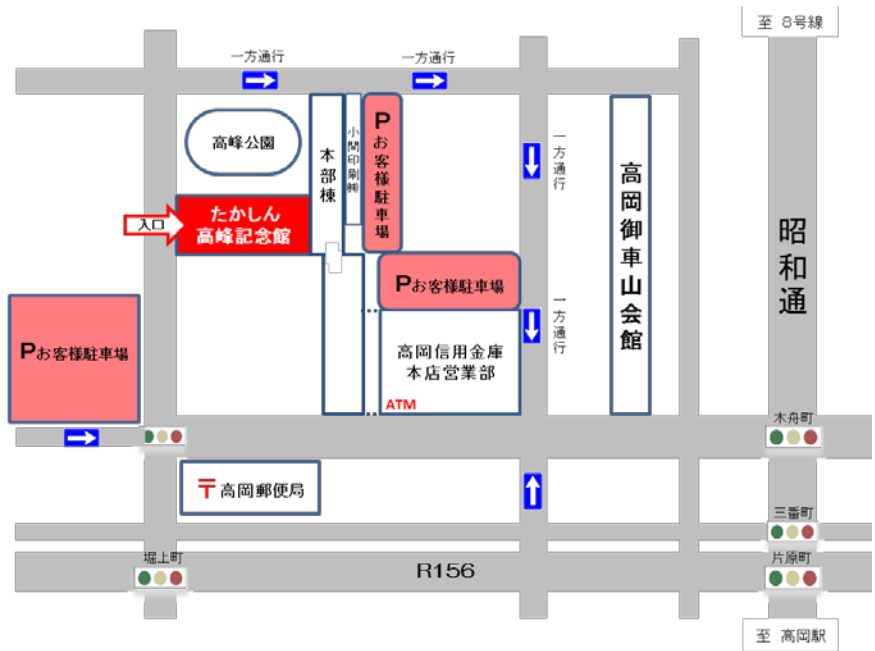 至 8号線
一方通行
一方通行
高峰公園
本部棟
小間印刷㈱
P
お客様駐車場
一方通行
高岡御車山会館
昭和通
入口
たかしん
高峰記念館
Pお客様駐車場
一方通行
Pお客様駐車場
高岡信用金庫
本店営業部
ATM
木舟町
〒高岡郵便局
三番町
堀上町
R156
片原町
至 高岡駅